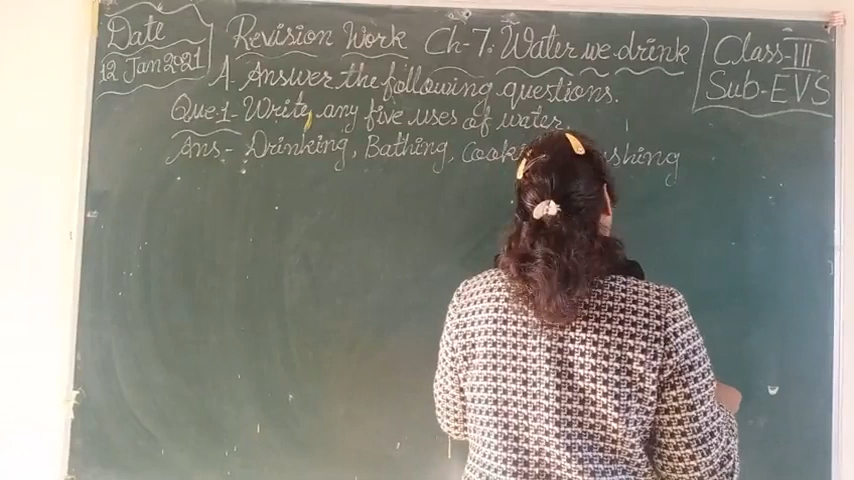 Date
12 Jan 2021
Revision Work Ch-7. Water we drink
Class-III
Sub-EVS
A. Answer the following questions.
Que.1- Write any five uses of water.
Ans- Drinking, Bathing,